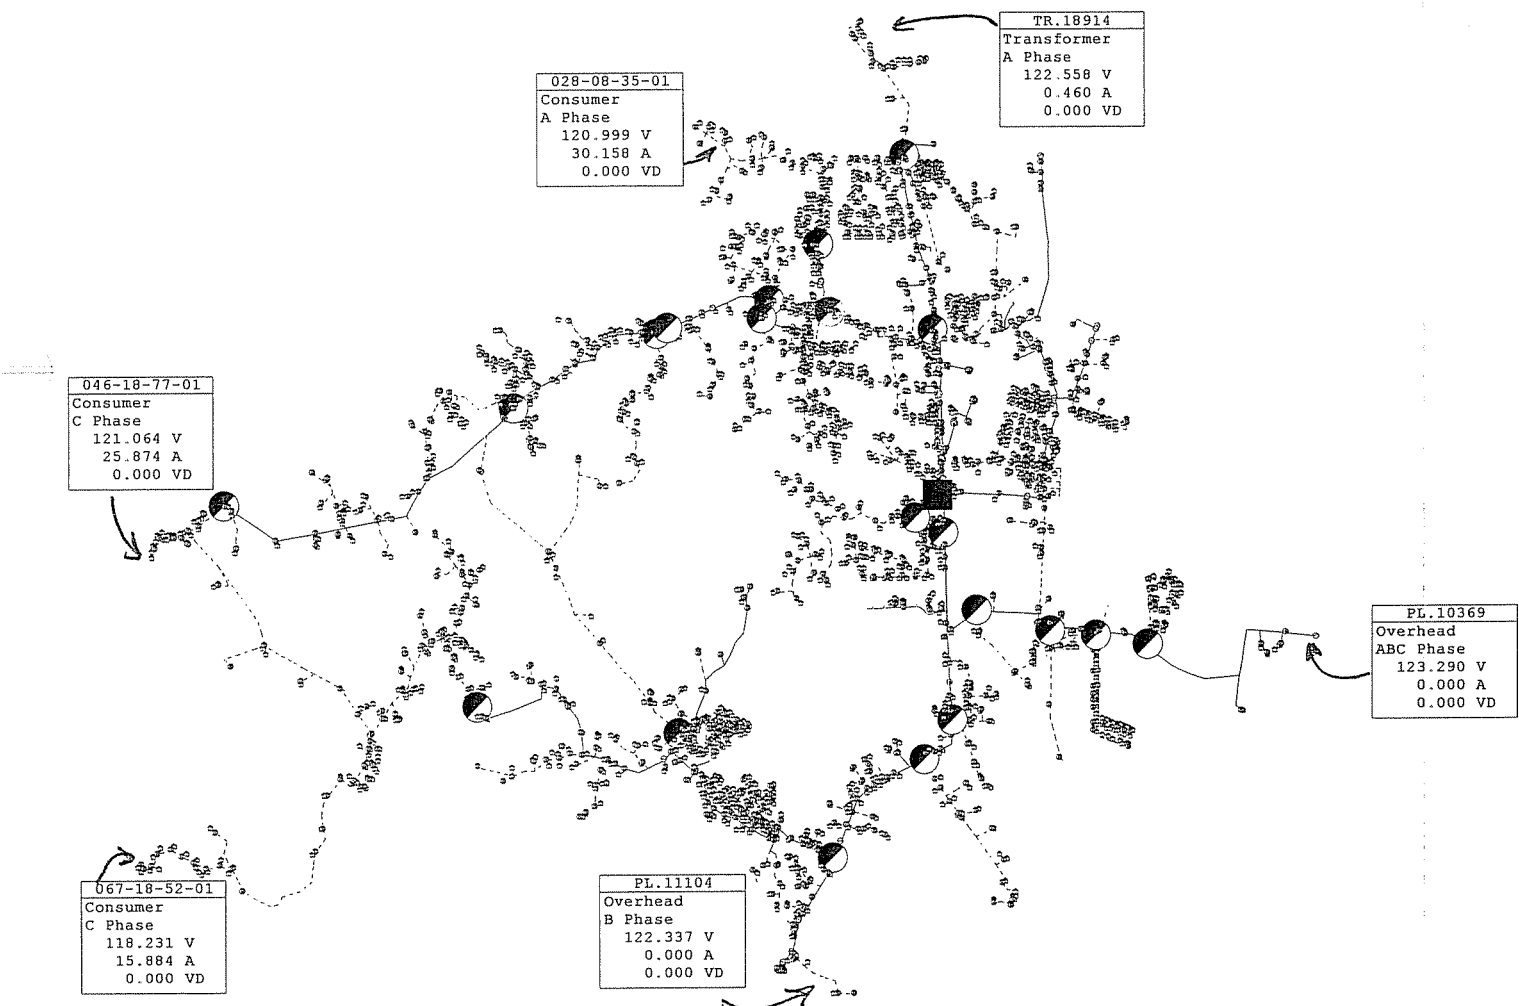 TR.18914
Transformer
A Phase
122.558 V
0.460 A
0.000 VD
028-08-35-01
Consumer
A Phase
120.999 V
30.158 A
0.000 VD
046-18-77-01
Consumer
C Phase
121.064 V
25.874 A
0.000 VD
PL.10369
Overhead
ABC Phase
123.290 V
0.000 A
0.000 VD
067-18-52-01
Consumer
C Phase
118.231 V
15.884 A
0.000 VD
PL.11104
Overhead
B Phase
122.337 V
0.000 A
0.000 VD